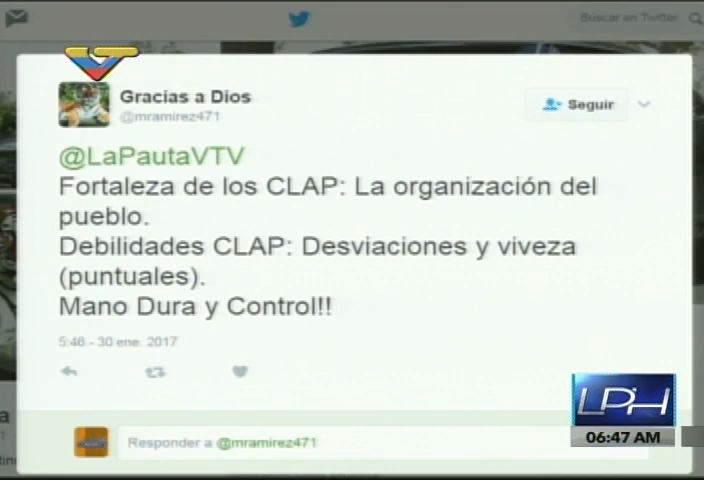 Buscar en Twitter
Gracias a Dios
@mramirez471
Seguir
@LaPautaVTV
Fortaleza de los CLAP: La organización del
pueblo.
Debilidades CLAP: Desviaciones y viveza
(puntuales).
Mano Dura y Control!!
5:46 - 30 ene. 2017
Responder a @mramirez471
LPH
06:47 AM